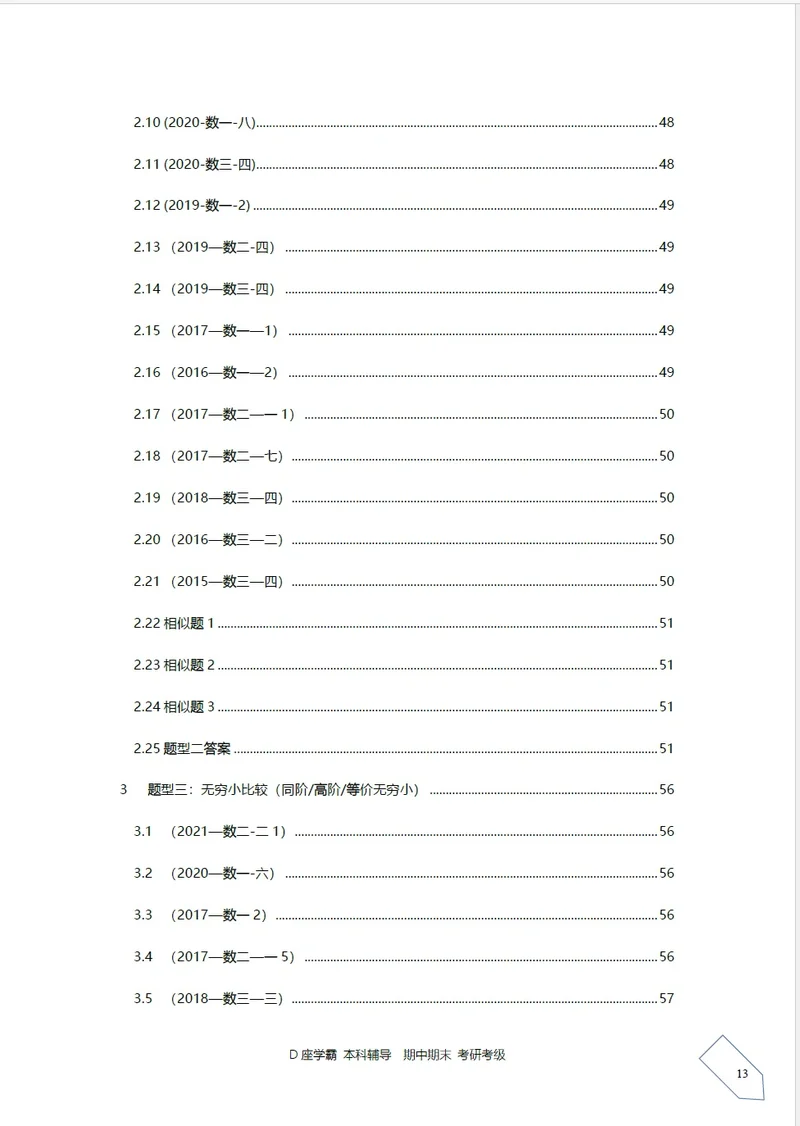 2.10 (2020-数一-八)........................48
2.11 (2020-数三-四)........................48
2.12 (2019-数一-2)........................49
2.13 （2019—数二-四）........................49
2.14 （2019—数三-四）........................49
2.15 （2017—数一—1）........................49
2.16 （2016—数一—2）........................49
2.17 （2017—数二—一 1）........................50
2.18 （2017—数二—七）........................50
2.19 （2018—数三—四）........................50
2.20 （2016—数三—二）........................50
2.21 （2015—数三—四）........................50
2.22 相似题 1........................51
2.23 相似题 2........................51
2.24 相似题 3........................51
2.25 题型二答案........................51
3 题型三：无穷小比较（同阶/高阶/等价无穷小）........................56
3.1 （2021—数二-二 1）........................56
3.2 （2020—数一-六）........................56
3.3 （2017—数一 2）........................56
3.4 （2017—数二—一 5）........................56
3.5 （2018—数三—三）........................57
D 座学霸 本科辅导 期中期末 考研考级
13